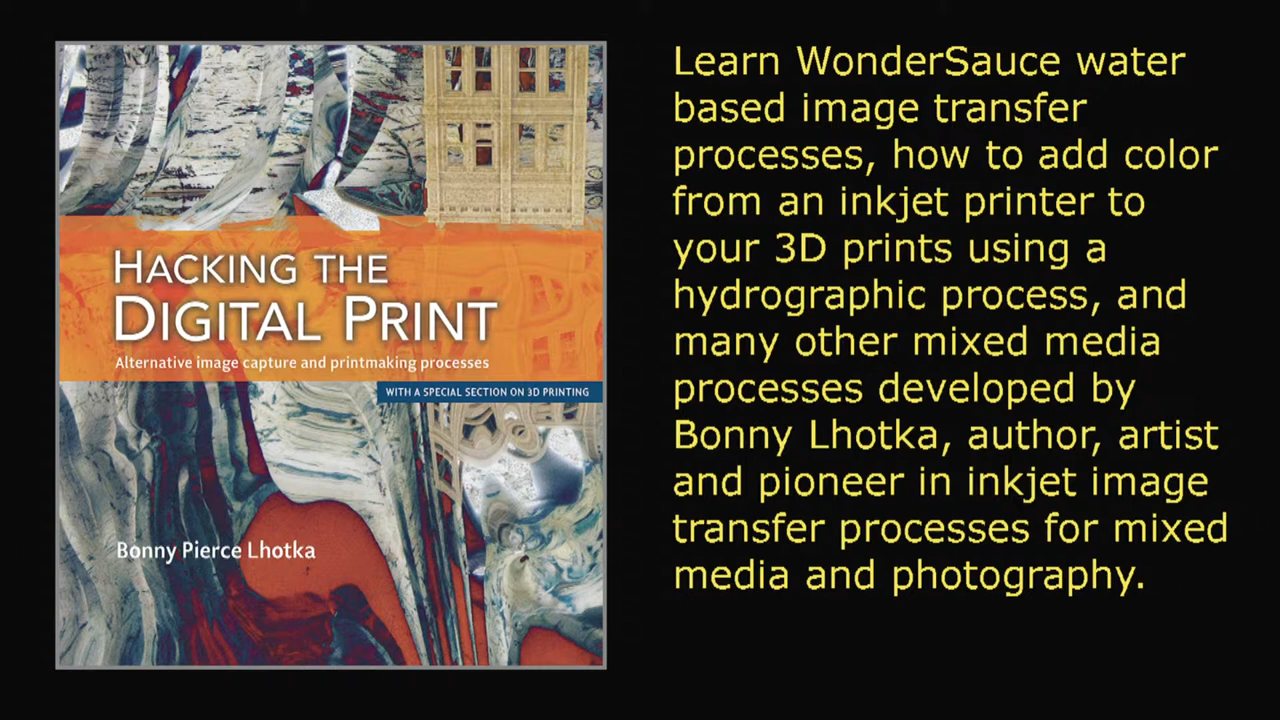 HACKING THE
DIGITAL PRINT
Alternative image capture and printmaking processes
WITH A SPECIAL SECTION ON 3D PRINTING
Bonny Pierce Lhotka
Learn WonderSauce water
based image transfer
processes, how to add color
from an inkjet printer to
your 3D prints using a
hydrographic process, and
many other mixed media
processes developed by
Bonny Lhotka, author, artist
and pioneer in inkjet image
transfer processes for mixed
media and photography.